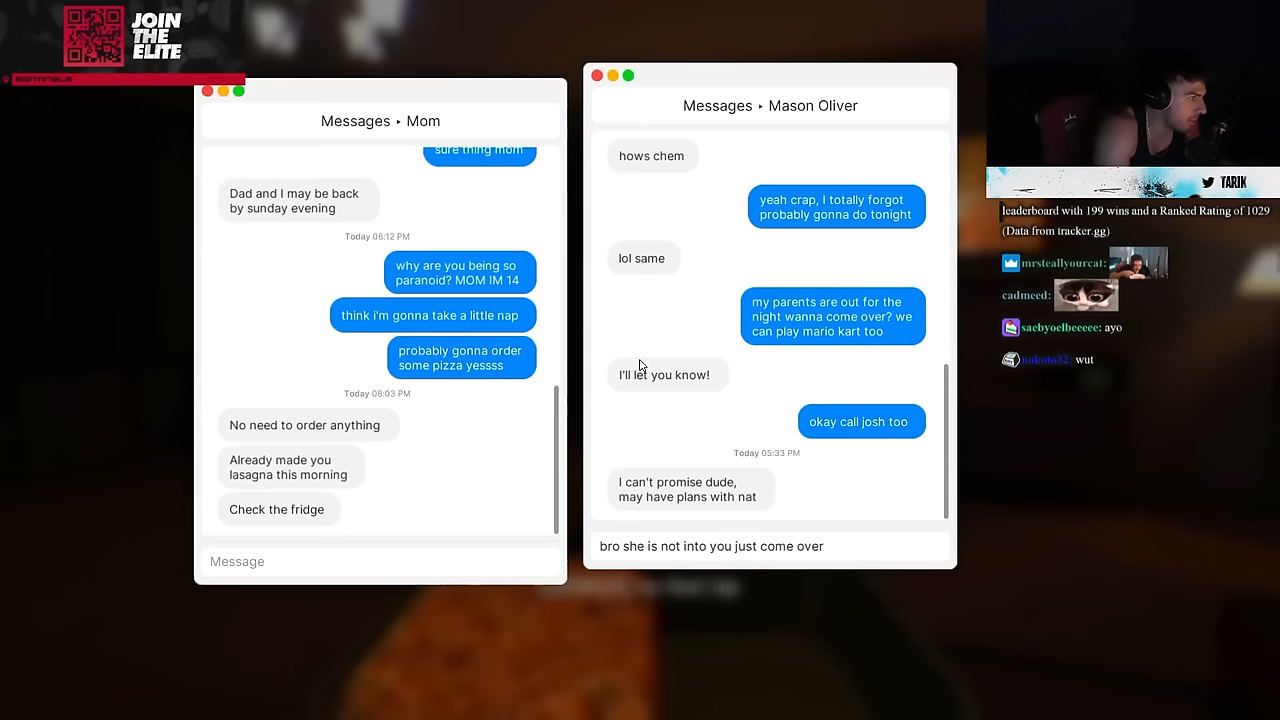 JOIN
THE
ELITE
SENTINELS
Messages ‣ Mom
sure thing mom
Dad and I may be back
by sunday evening
Today 06:12 PM
why are you being so
paranoid? MOM IM 14
think i'm gonna take a little nap
probably gonna order
some pizza yessss
Today 08:03 PM
No need to order anything
Already made you
lasagna this morning
Check the fridge
Message
Messages ‣ Mason Oliver
hows chem
yeah crap, I totally forgot
probably gonna do tonight
lol same
my parents are out for the
night wanna come over? we
can play mario kart too
I'll let you know!
okay call josh too
Today 05:33 PM
I can't promise dude,
may have plans with nat
bro she is not into you just come over
TARIK
leaderboard with 199 wins and a Ranked Rating of 1029
(Data from tracker.gg)
mrsteallyourcat:
cadmeed:
saebyoelbeeeee: ayo
nokoto32: wut